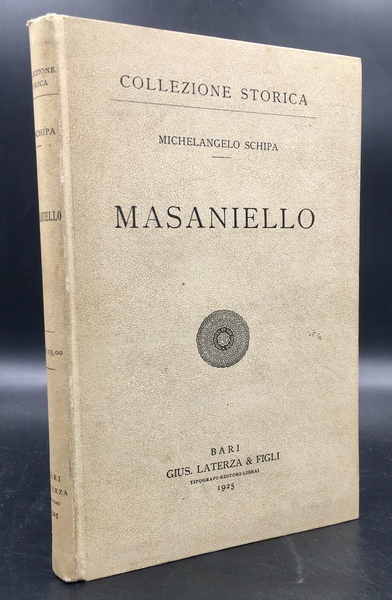 COLLEZIONE STORICA
MICHELANGELO SCHIPA
MASANIELLO
BARI
GIUS. LATERZA & FIGLI
TIPOGRAFI-EDITORI-LIBRAI
1925